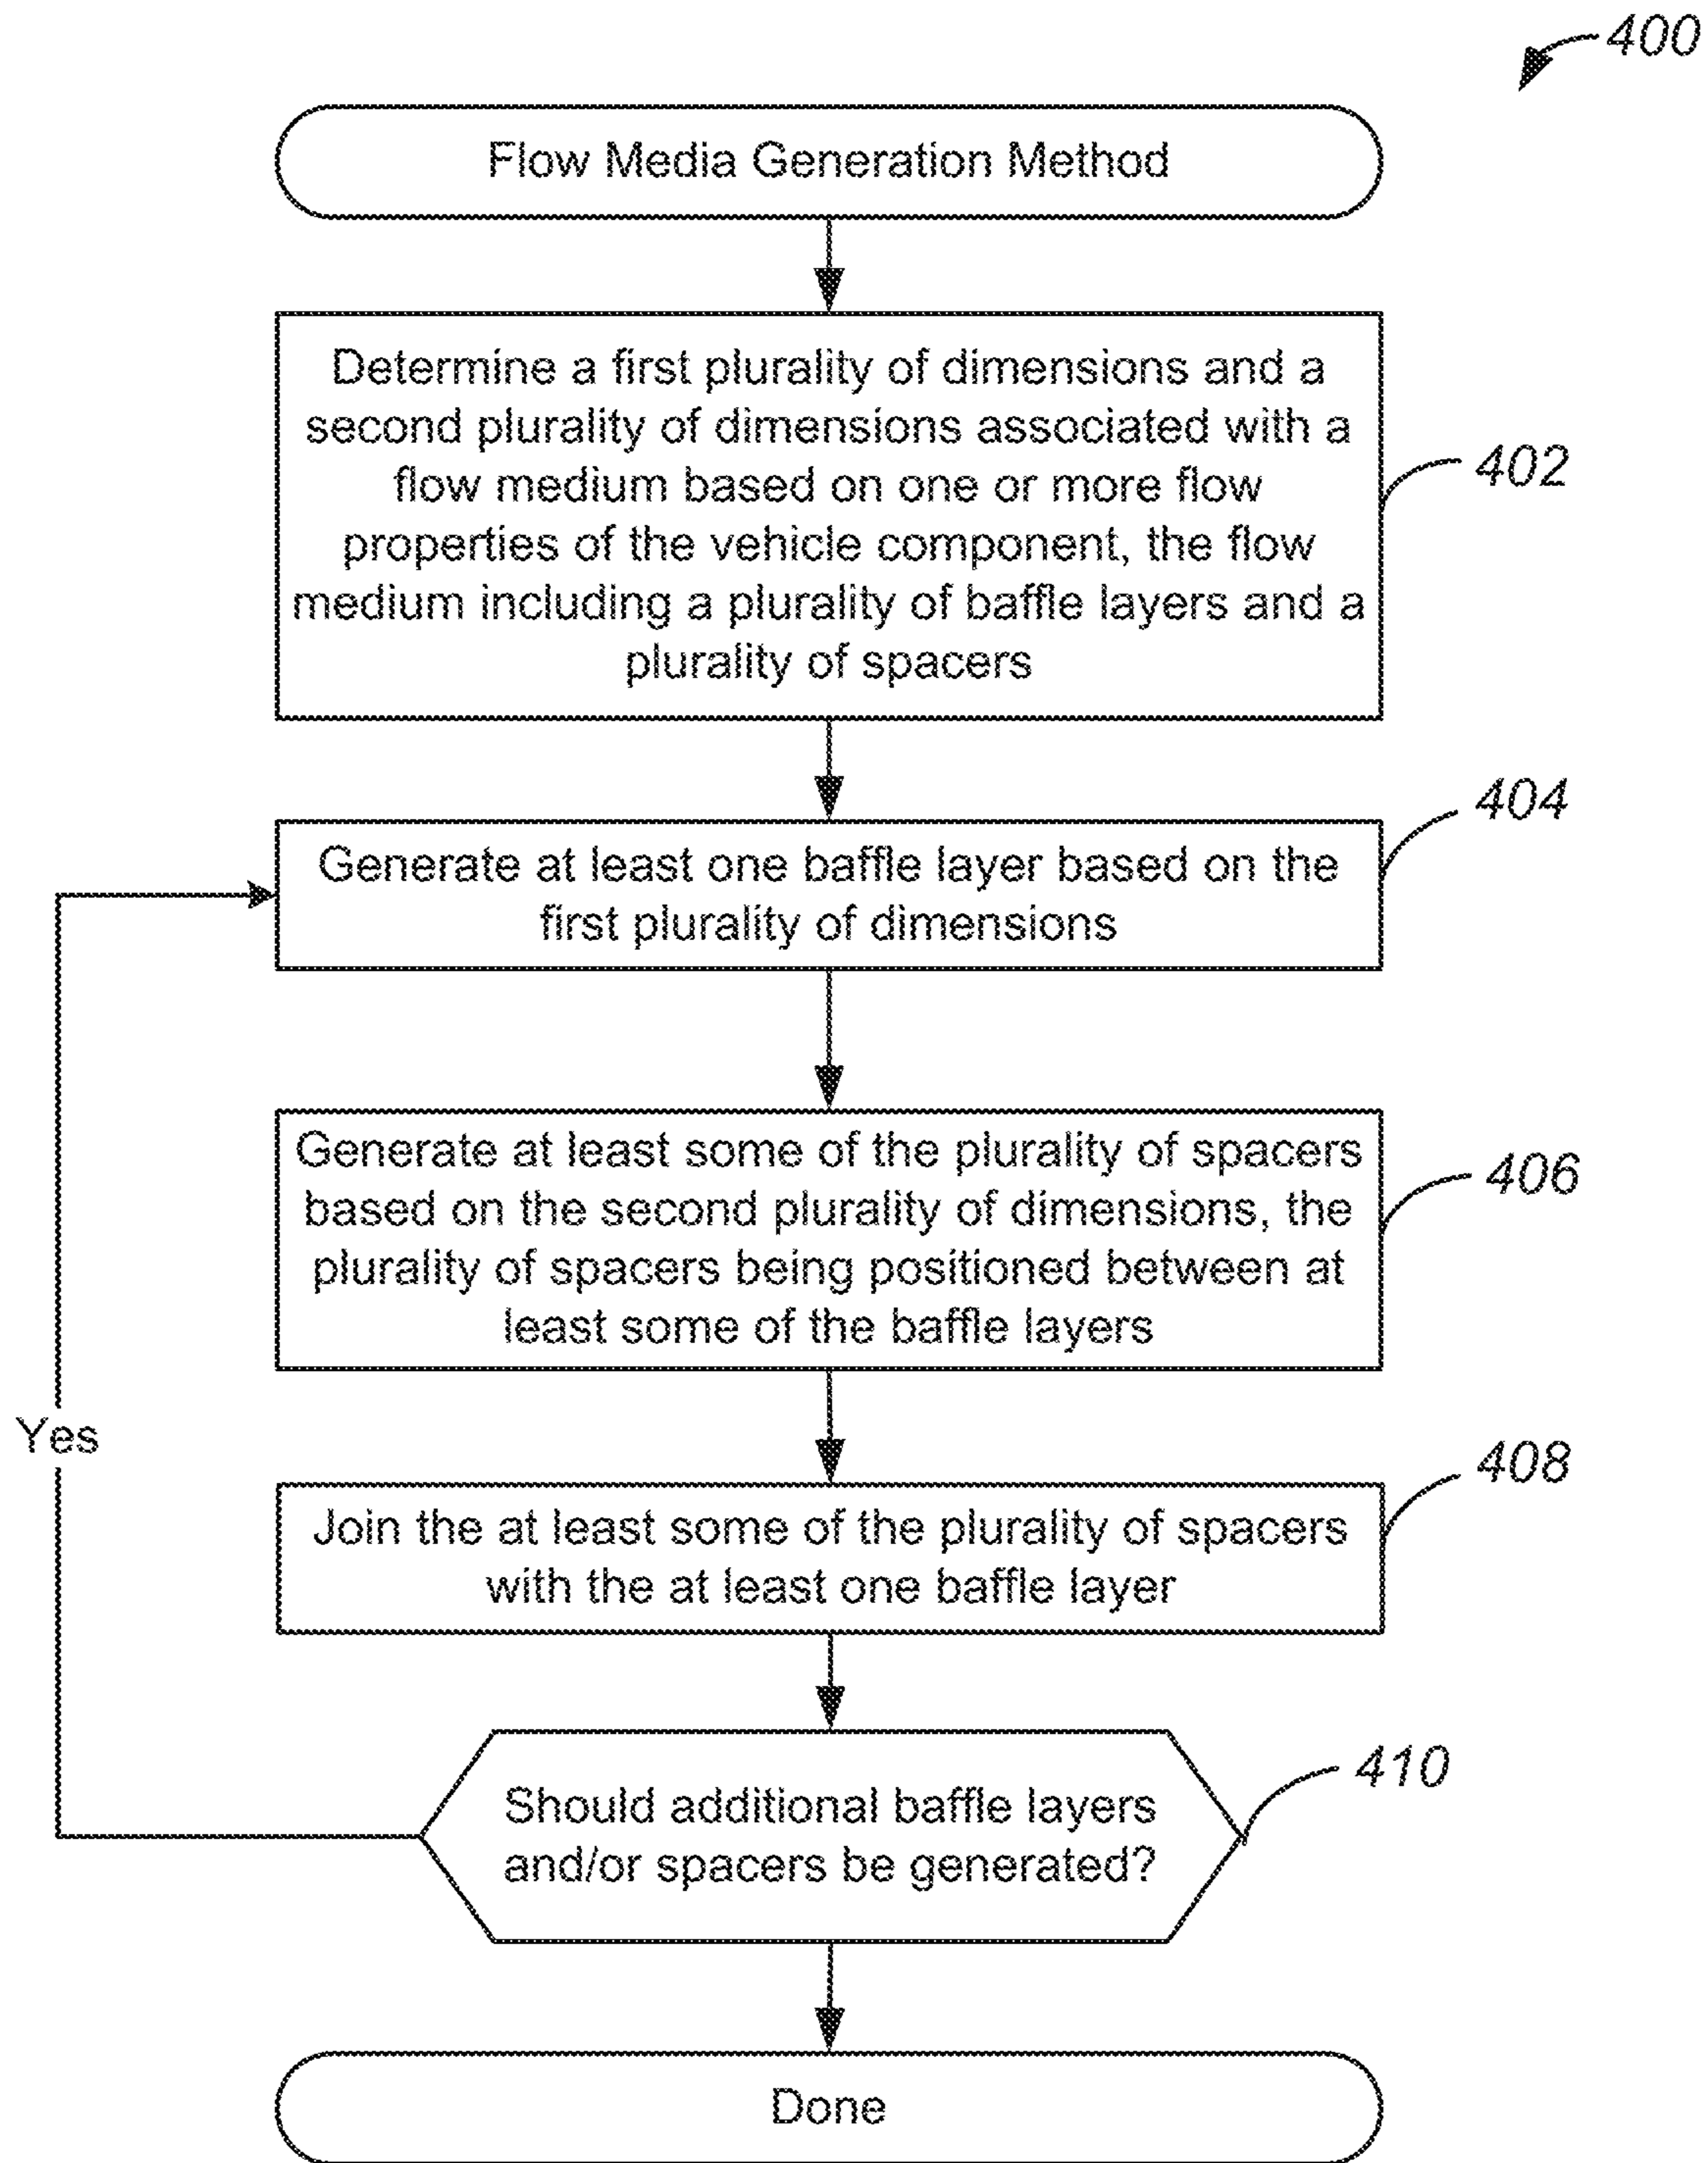 400
Flow Media Generation Method
Determine a first plurality of dimensions and a
second plurality of dimensions associated with a
flow medium based on one or more flow
properties of the vehicle component, the flow
medium including a plurality of baffle layers and a
plurality of spacers
402
404
Generate at least one baffle layer based on the
first plurality of dimensions
Generate at least some of the plurality of spacers
based on the second plurality of dimensions, the
plurality of spacers being positioned between at
least some of the baffle layers
406
Yes
408
Join the at least some of the plurality of spacers
with the at least one baffle layer
410
Should additional baffle layers
and/or spacers be generated?
Done